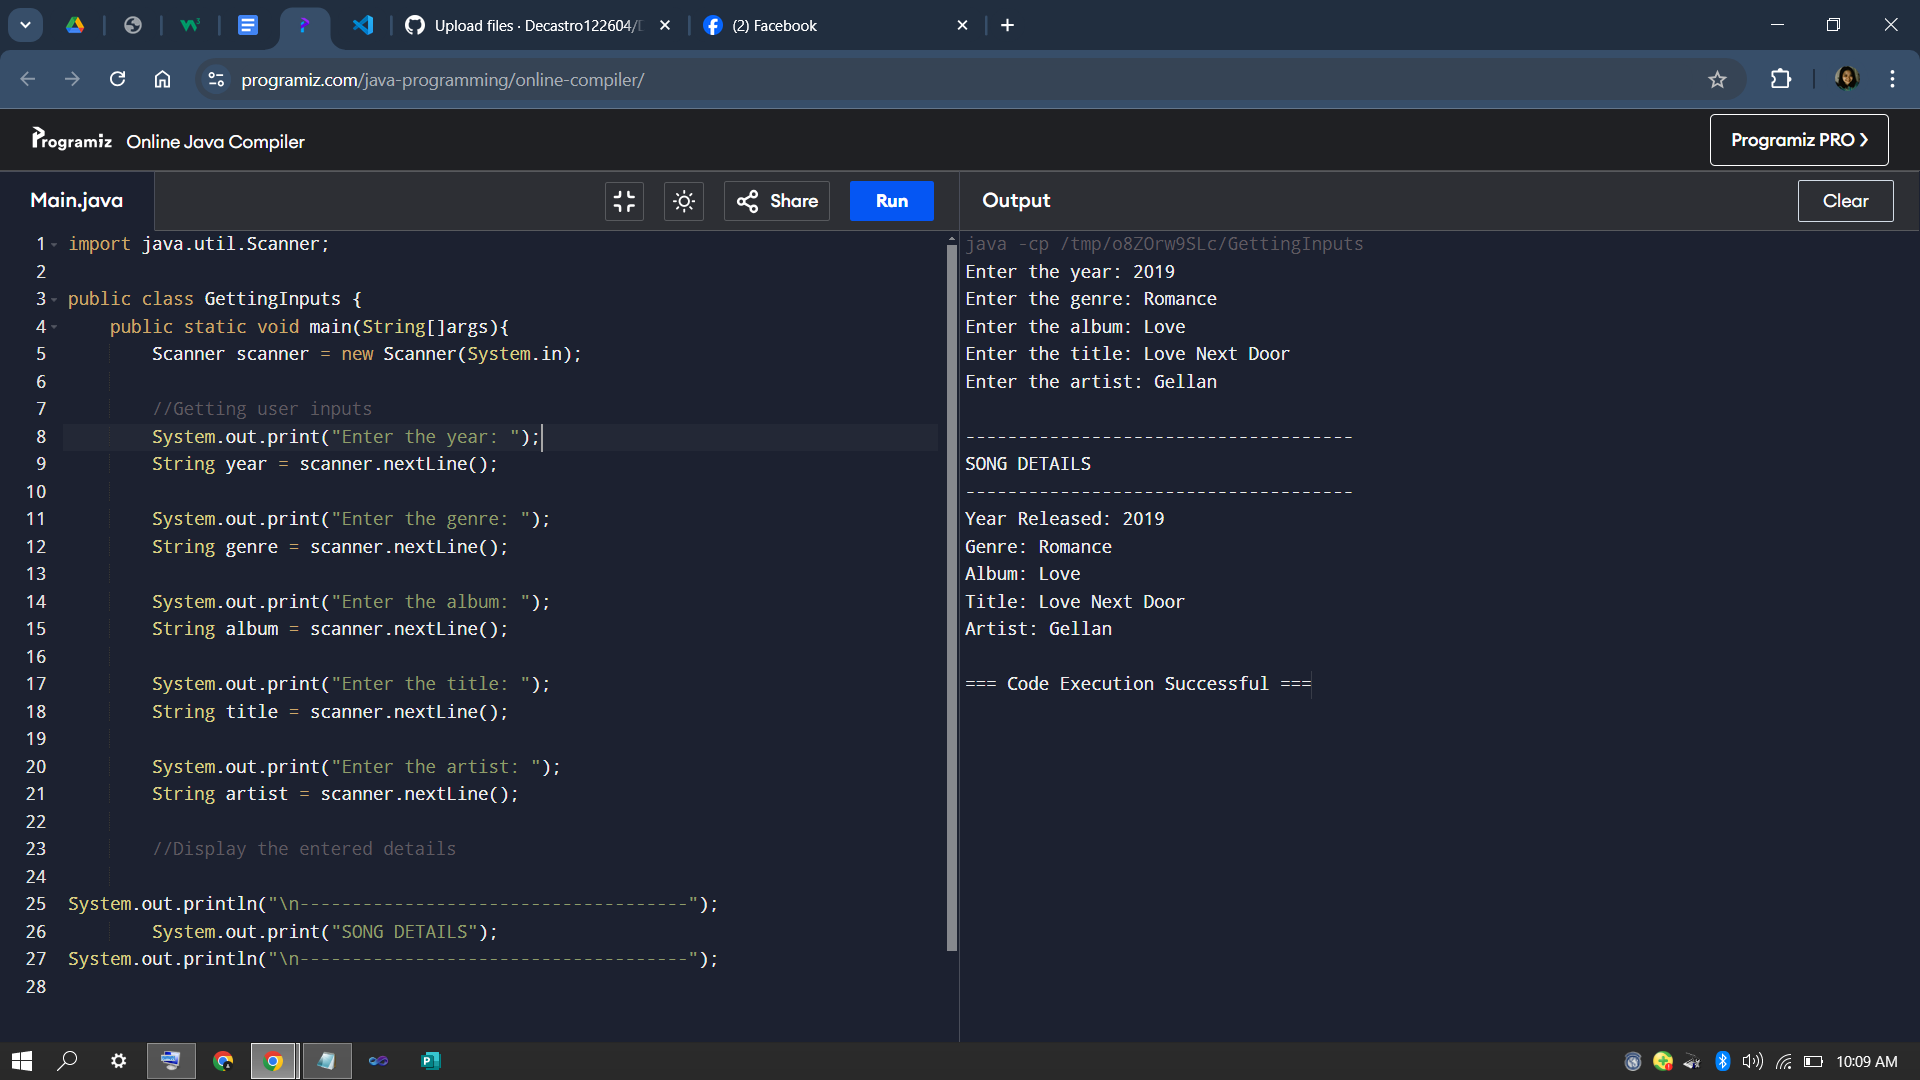 Upload files · Decastro122604/
(2) Facebook
programiz.com/java-programming/online-compiler/
Programiz Online Java Compiler
Programiz PRO
Main.java
Share
Run
Output
Clear
1 import java.util.Scanner;
2
3 public class GettingInputs {
4 public static void main(String[]args){
5 Scanner scanner = new Scanner(System.in);
6
7 //Getting user inputs
8 System.out.print("Enter the year: ");
9 String year = scanner.nextLine();
10
11 System.out.print("Enter the genre: ");
12 String genre = scanner.nextLine();
13
14 System.out.print("Enter the album: ");
15 String album = scanner.nextLine();
16
17 System.out.print("Enter the title: ");
18 String title = scanner.nextLine();
19
20 System.out.print("Enter the artist: ");
21 String artist = scanner.nextLine();
22
23 //Display the entered details
24
25 System.out.println("\n-------------------------------------");
26 System.out.print("SONG DETAILS");
27 System.out.println("\n-------------------------------------");
28
java -cp /tmp/o8ZOrw9SLc/GettingInputs
Enter the year: 2019
Enter the genre: Romance
Enter the album: Love
Enter the title: Love Next Door
Enter the artist: Gellan
-------------------------------------
SONG DETAILS
-------------------------------------
Year Released: 2019
Genre: Romance
Album: Love
Title: Love Next Door
Artist: Gellan
=== Code Execution Successful ===
10:09 AM